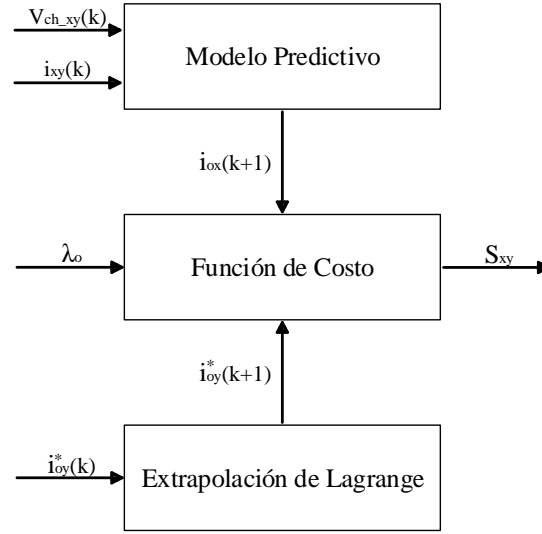 V_ch_xy(k)
i_xy(k)
Modelo Predictivo
i_ox(k+1)
λ_o
Función de Costo
S_xy
i*_oy(k+1)
i*_oy(k)
Extrapolación de Lagrange